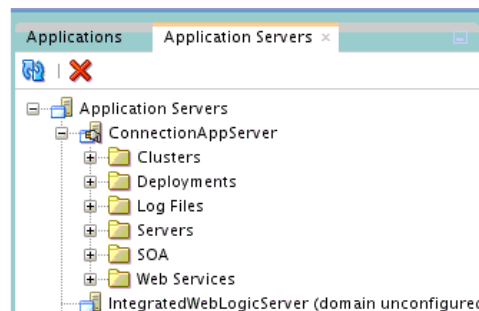 Applications Application Servers
Application Servers
ConnectionAppServer
Clusters
Deployments
Log Files
Servers
SOA
Web Services
IntegratedWebLogicServer (domain unconfigured